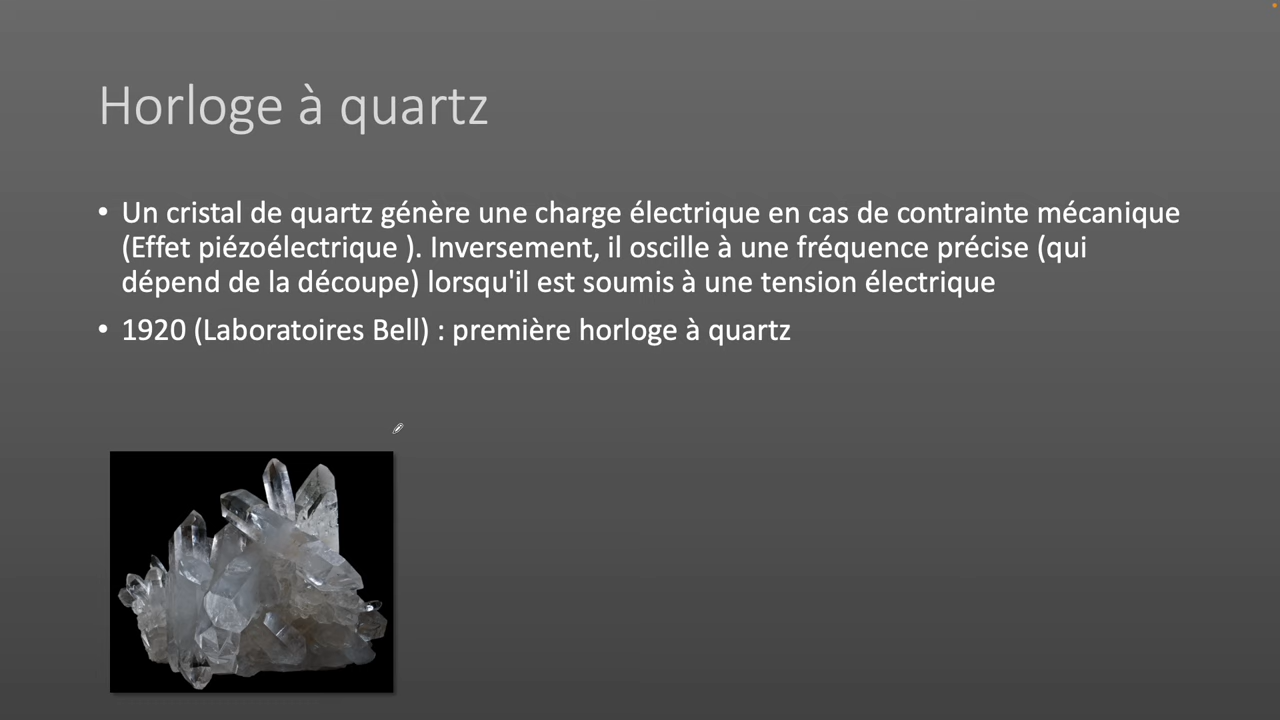 Horloge à quartz
• Un cristal de quartz génère une charge électrique en cas de contrainte mécanique
(Effet piézoélectrique ). Inversement, il oscille à une fréquence précise (qui
dépend de la découpe) lorsqu'il est soumis à une tension électrique
• 1920 (Laboratoires Bell) : première horloge à quartz